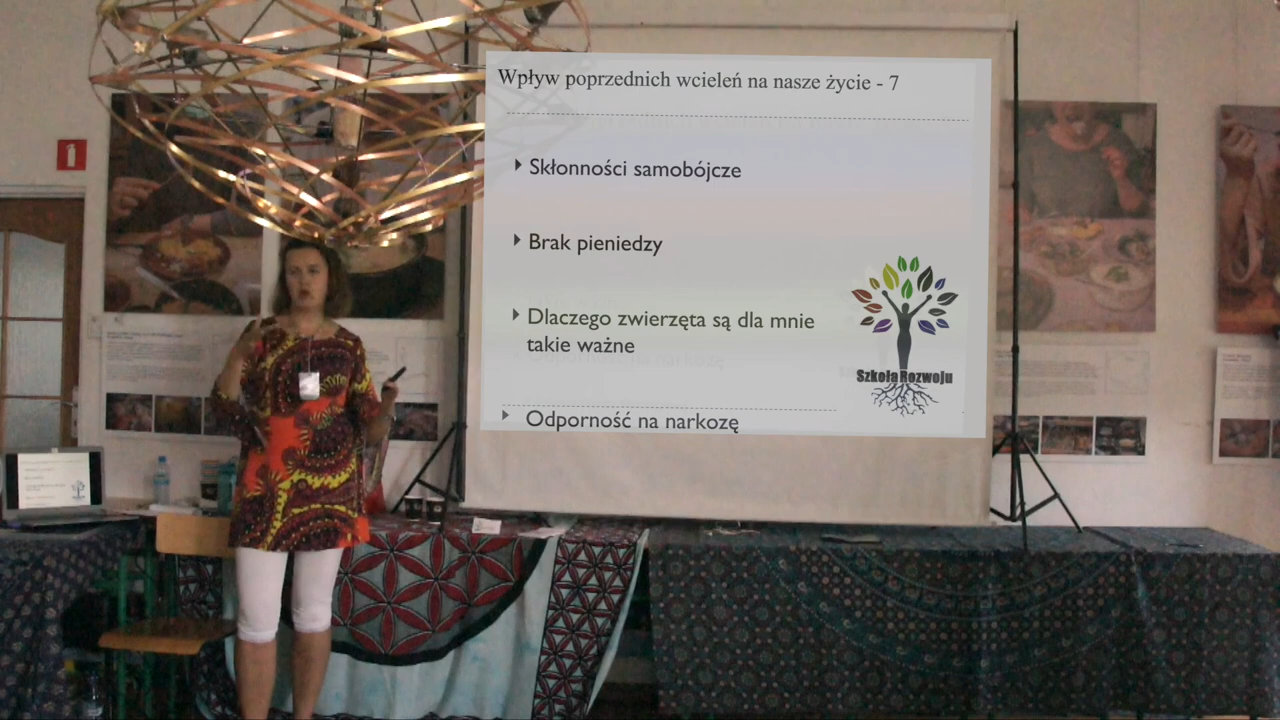 Wpływ poprzednich wcieleń na nasze życie - 7
Skłonności samobójcze
Brak pieniedzy
Dlaczego zwierzęta są dla mnie
takie ważne
Szkoła Rozwoju
Odporność na narkozę